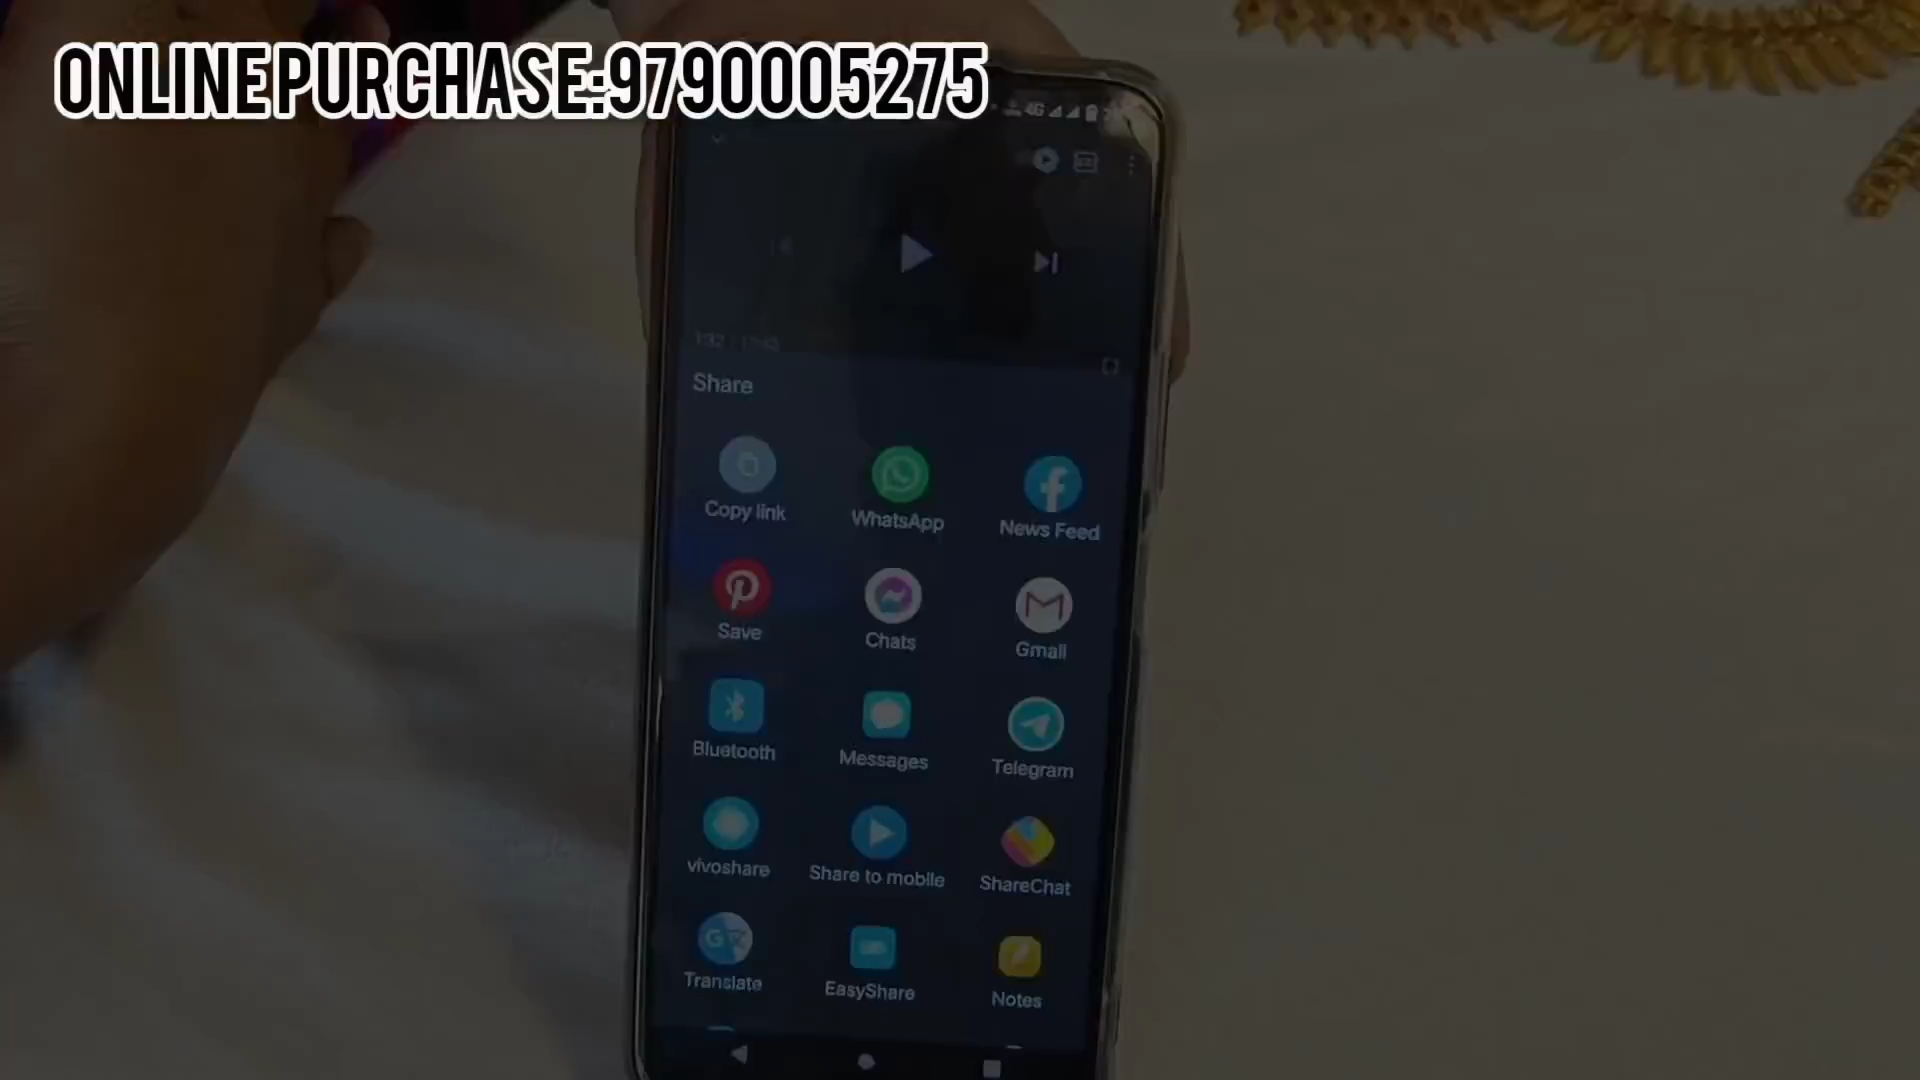 ONLINE PURCHASE:9790005275
4G
Share
Copy link
WhatsApp
News Feed
Save
Chats
Gmail
Bluetooth
Messages
Telegram
vivoshare
Share to mobile
ShareChat
Translate
EasyShare
Notes